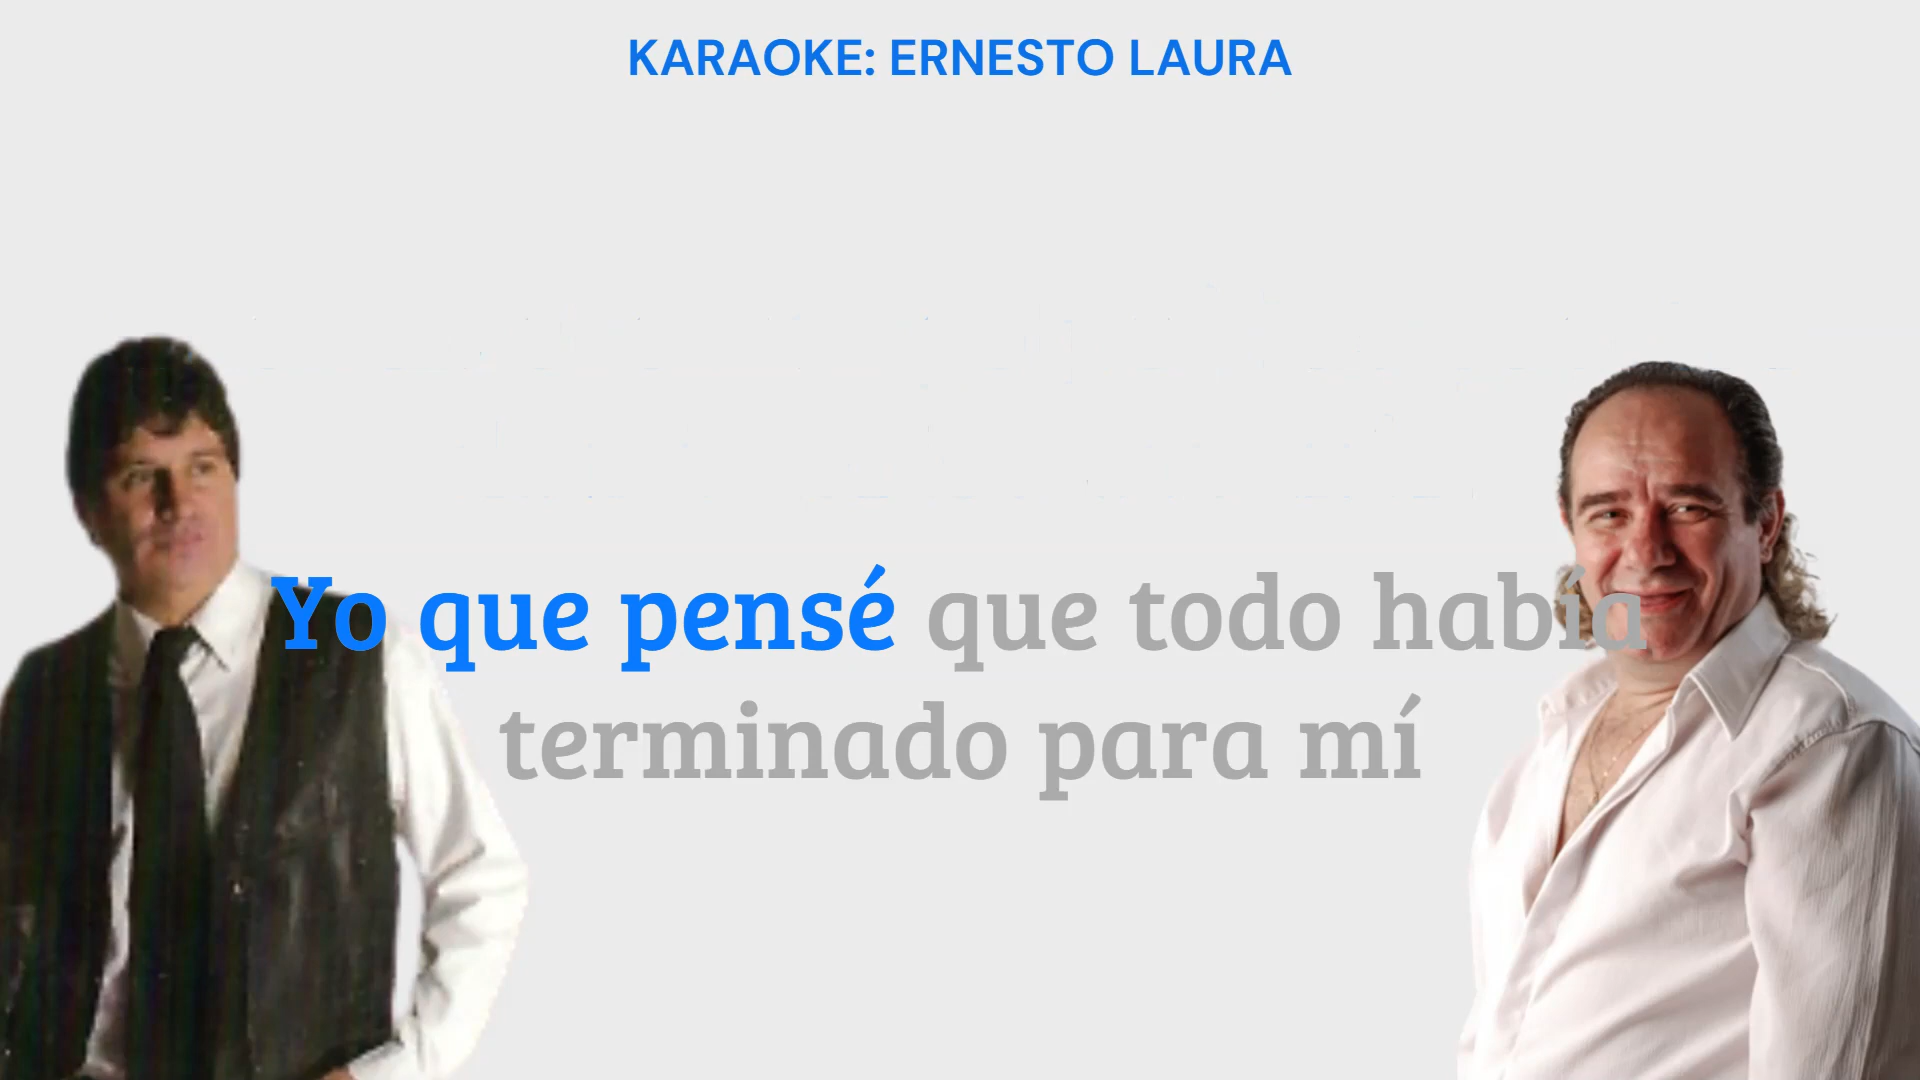 KARAOKE: ERNESTO LAURA
Yo que pensé que todo había
terminado para mí